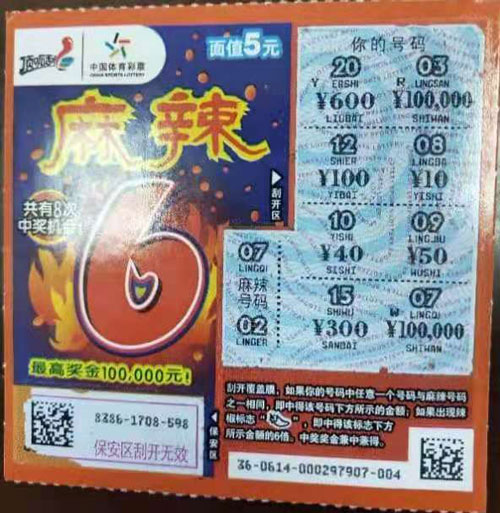 顶呱刮
中国体育彩票
CHINA SPORTS LOTTERY
面值5元
麻辣
6
共有8次
中奖机会
刮开区
最高奖金100,000元!
你的号码
20 03
Y ERSHI R LINGSAN
¥600 ¥100,000
LIUBAI SHIWAN
12 08
SHIER LINGBA
¥100 ¥10
YIBAI YISHI
10 09
YISHI LINGJIU
¥40 ¥50
SISHI WUSHI
15 07
SHIWU W LINGQI
¥300 ¥100,000
SANBAI SHIWAN
07
LINGQI
麻辣
号码
02
LINGER
刮开覆盖膜,如果你的号码中任意一个号码与麻辣号码
之一相同,即中得该号码下方所示的金额;如果出现辣
椒标志“ ”,即中得该标志下方
所示金额的6倍。中奖奖金兼中兼得。
8386-1708-598
保安区刮开无效
保安区
36-0614-000297907-004